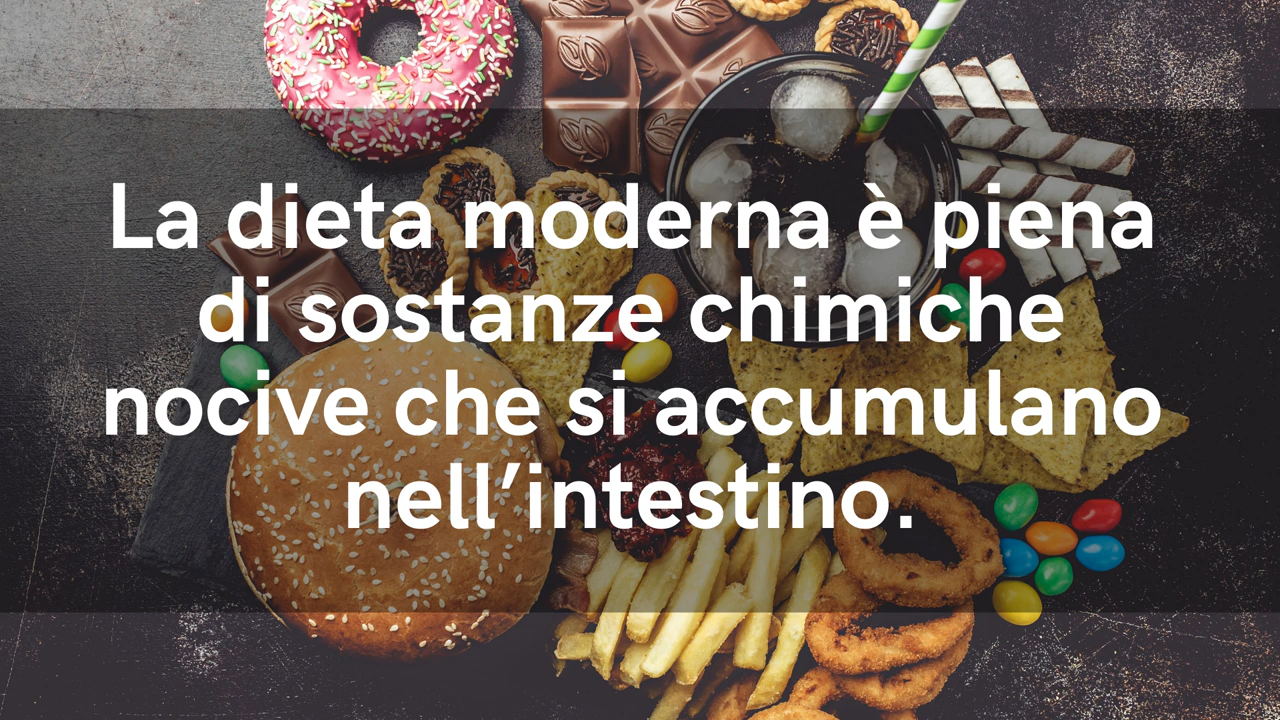 La dieta moderna è piena
di sostanze chimiche
nocive che si accumulano
nell’intestino.